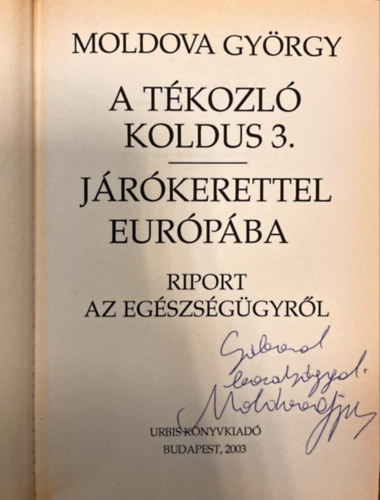 MOLDOVA GYÖRGY
A TÉKOZLÓ
KOLDUS 3.
JÁRÓKERETTEL
EURÓPÁBA
RIPORT
AZ EGÉSZSÉGÜGYRŐL
Gábornak
barátsággal
Moldova György
URBIS KÖNYVKIADÓ
BUDAPEST, 2003